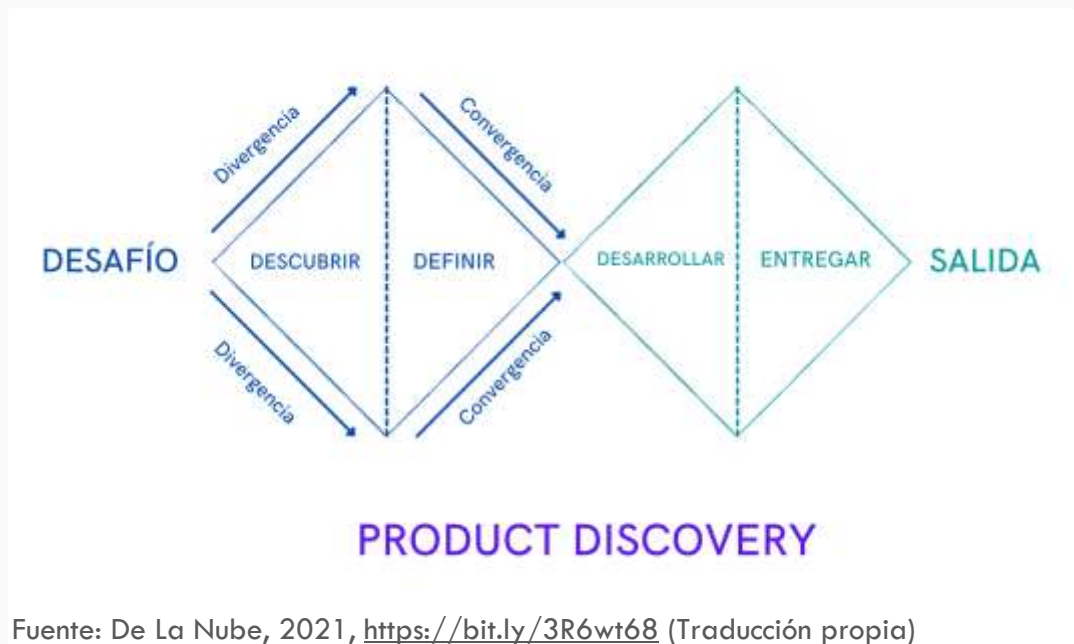 Divergencia
Convergencia
DESAFÍO
DESCUBRIR
DEFINIR
DESARROLLAR
ENTREGAR
SALIDA
Divergencia
Convergencia
PRODUCT DISCOVERY
Fuente: De La Nube, 2021, https://bit.ly/3R6wt68 (Traducción propia)